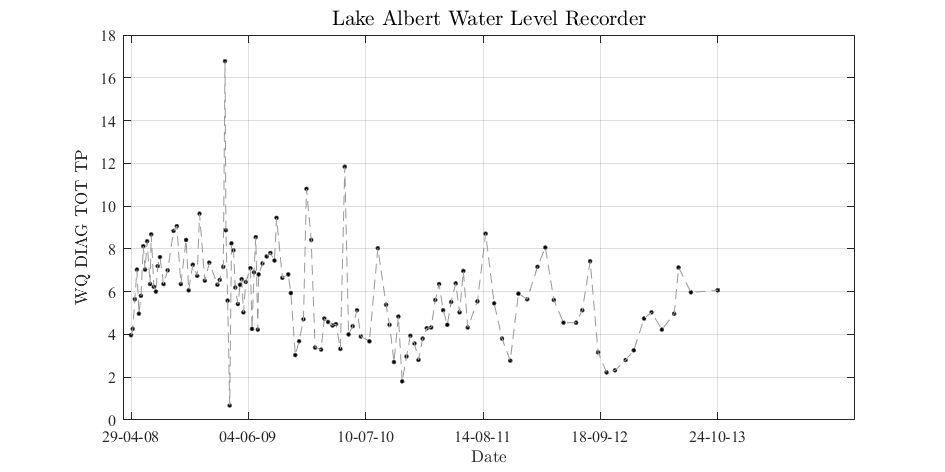 Lake Albert Water Level Recorder
18
16
14
12
10
8
6
4
2
0
WQ DIAG TOT TP
29-04-08 04-06-09 10-07-10 14-08-11 18-09-12 24-10-13
Date